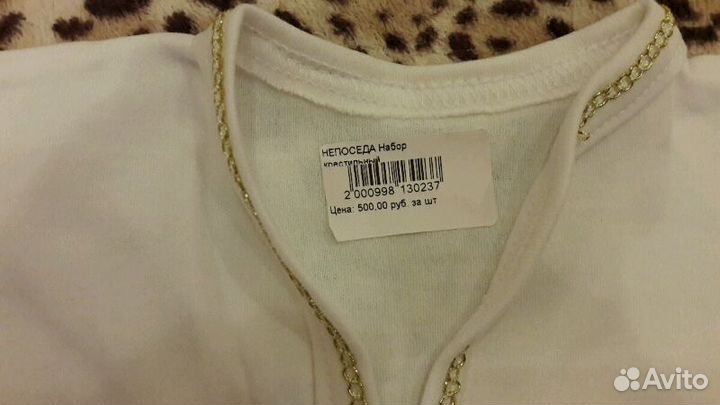 НЕПОСЕДА Набор
крестильный
2 000998 130237
Цена: 500.00 руб. за шт
Avito